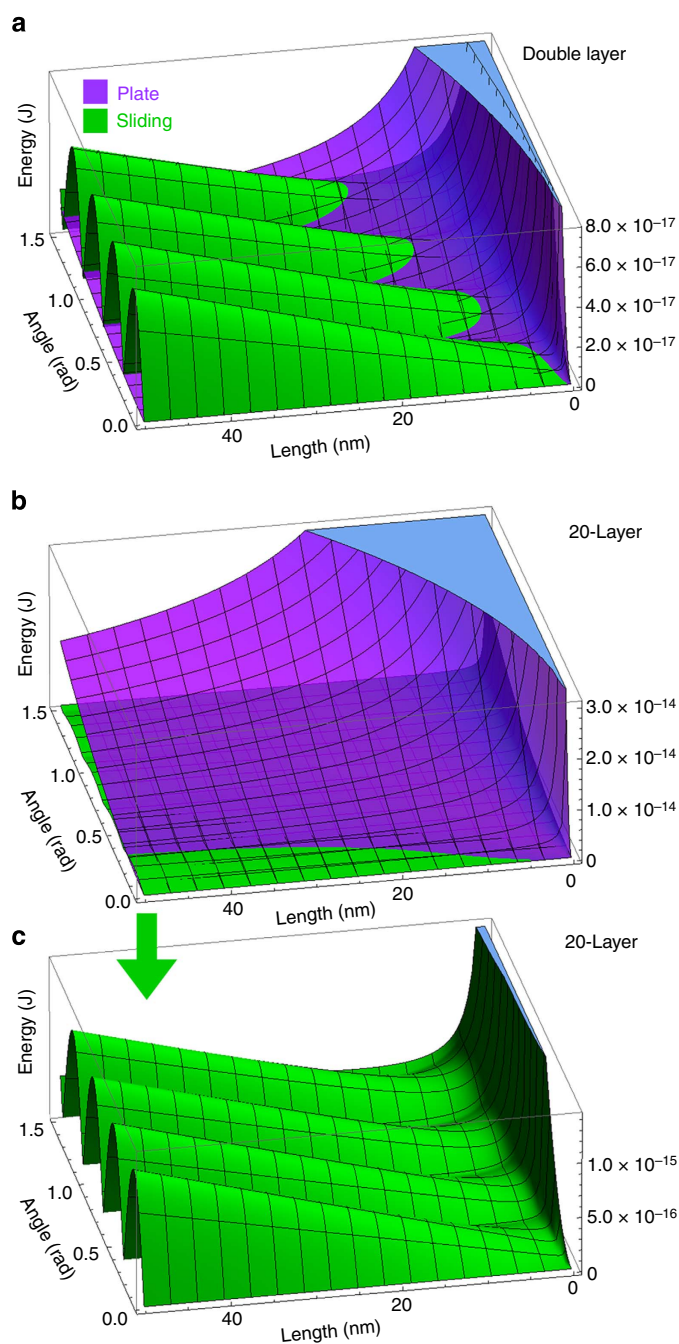 a
Double layer
Plate
Sliding
Energy (J)
1.5
1.0
0.5
0.0
Angle (rad)
40
20
0
Length (nm)
8.0 × 10⁻¹⁷
6.0 × 10⁻¹⁷
4.0 × 10⁻¹⁷
2.0 × 10⁻¹⁷
0
b
20-Layer
Energy (J)
1.5
1.0
0.5
0.0
Angle (rad)
40
20
0
Length (nm)
3.0 × 10⁻¹⁴
2.0 × 10⁻¹⁴
1.0 × 10⁻¹⁴
0
c
20-Layer
Energy (J)
1.5
1.0
0.5
0.0
Angle (rad)
40
20
0
Length (nm)
1.0 × 10⁻¹⁵
5.0 × 10⁻¹⁶
0